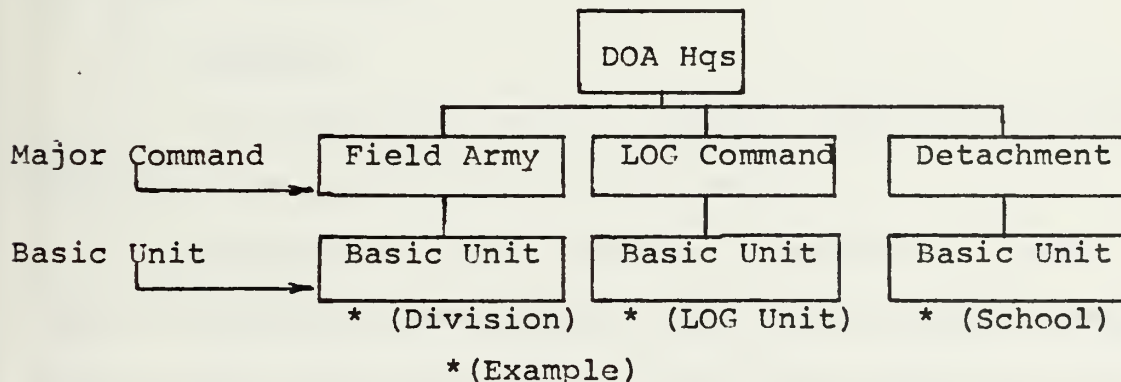 DOA Hqs
Major Command Field Army LOG Command Detachment
Basic Unit Basic Unit Basic Unit Basic Unit
* (Division) * (LOG Unit) * (School)
*(Example)